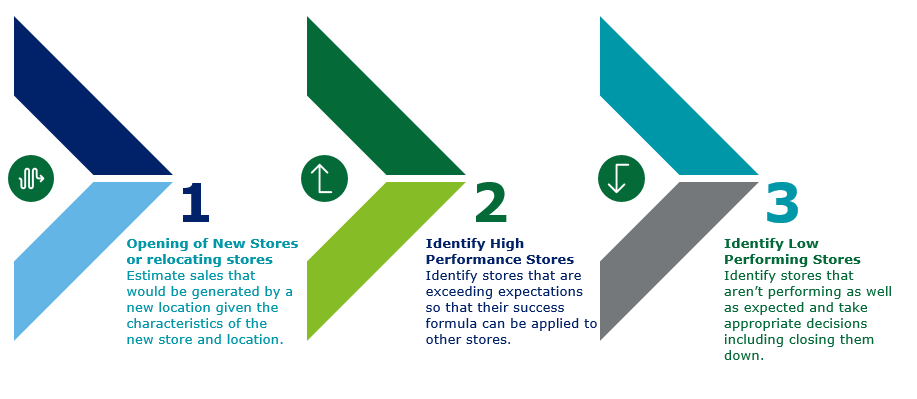 1
Opening of New Stores
or relocating stores
Estimate sales that
would be generated by a
new location given the
characteristics of the
new store and location.
2
Identify High
Performance Stores
Identify stores that are
exceeding expectations
so that their success
formula can be applied to
other stores.
3
Identify Low
Performing Stores
Identify stores that
aren’t performing as well
as expected and take
appropriate decisions
including closing them
down.